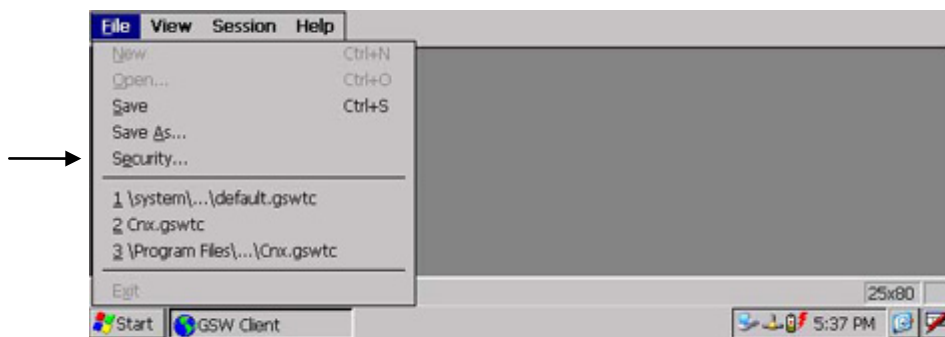 File View Session Help
New Ctrl+N
Open... Ctrl+O
Save Ctrl+S
Save As...
Security...
1 \system\...\default.gswtc
2 Cnx.gswtc
3 \Program Files\...\Cnx.gswtc
Exit
25x80
Start GSW Client 5:37 PM